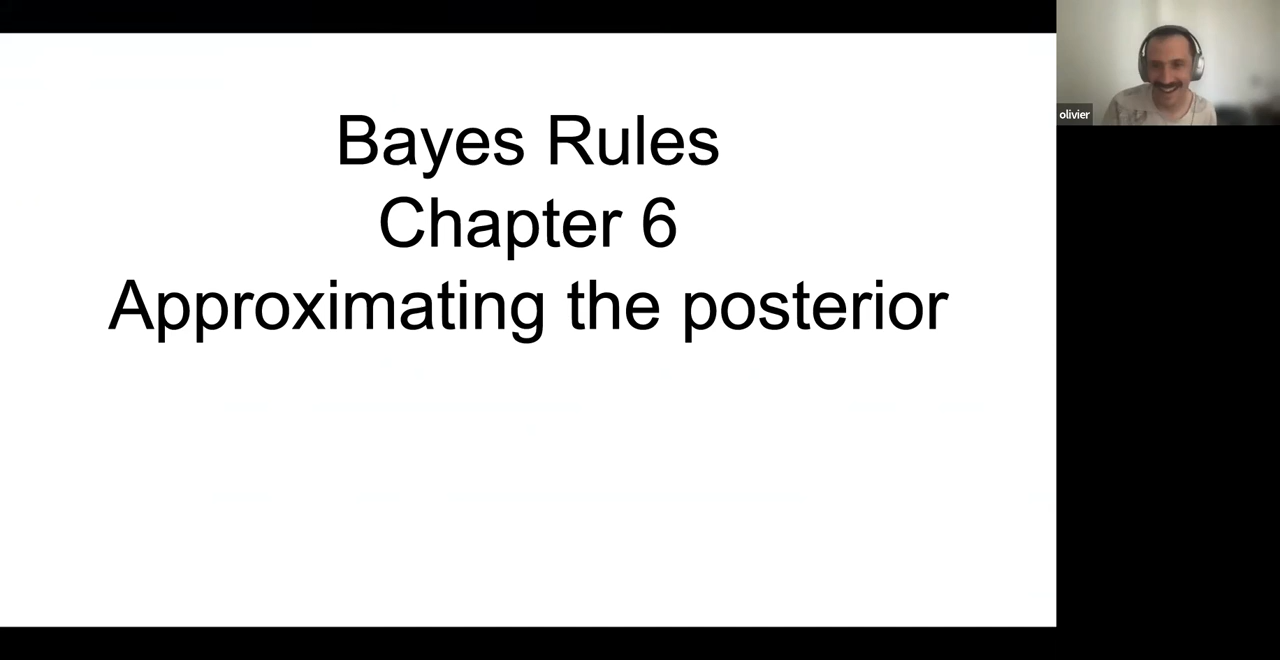 Bayes Rules
Chapter 6
Approximating the posterior
olivier